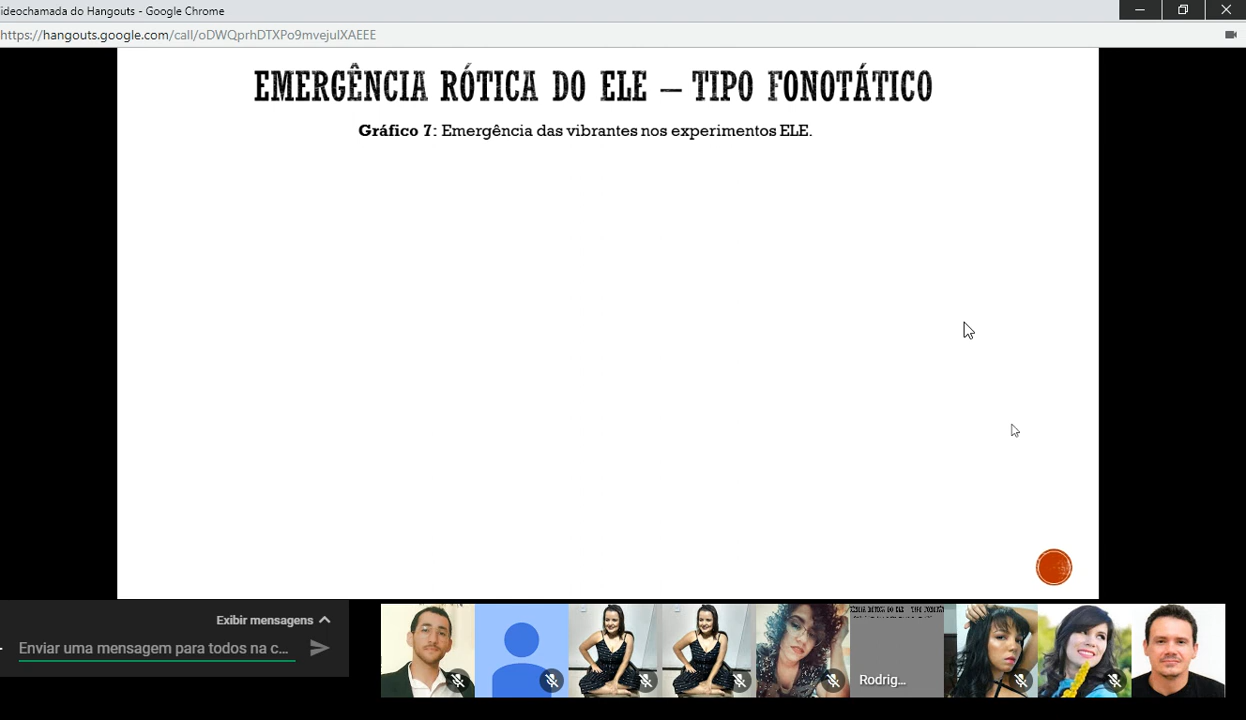 ideochamada do Hangouts - Google Chrome
https://hangouts.google.com/call/oDWQprhDTXPo9mvejuIXAEEE
EMERGÊNCIA RÓTICA DO ELE – TIPO FONOTÁTICO
Gráfico 7: Emergência das vibrantes nos experimentos ELE.
Exibir mensagens
Enviar uma mensagem para todos na c...
Rodrig...